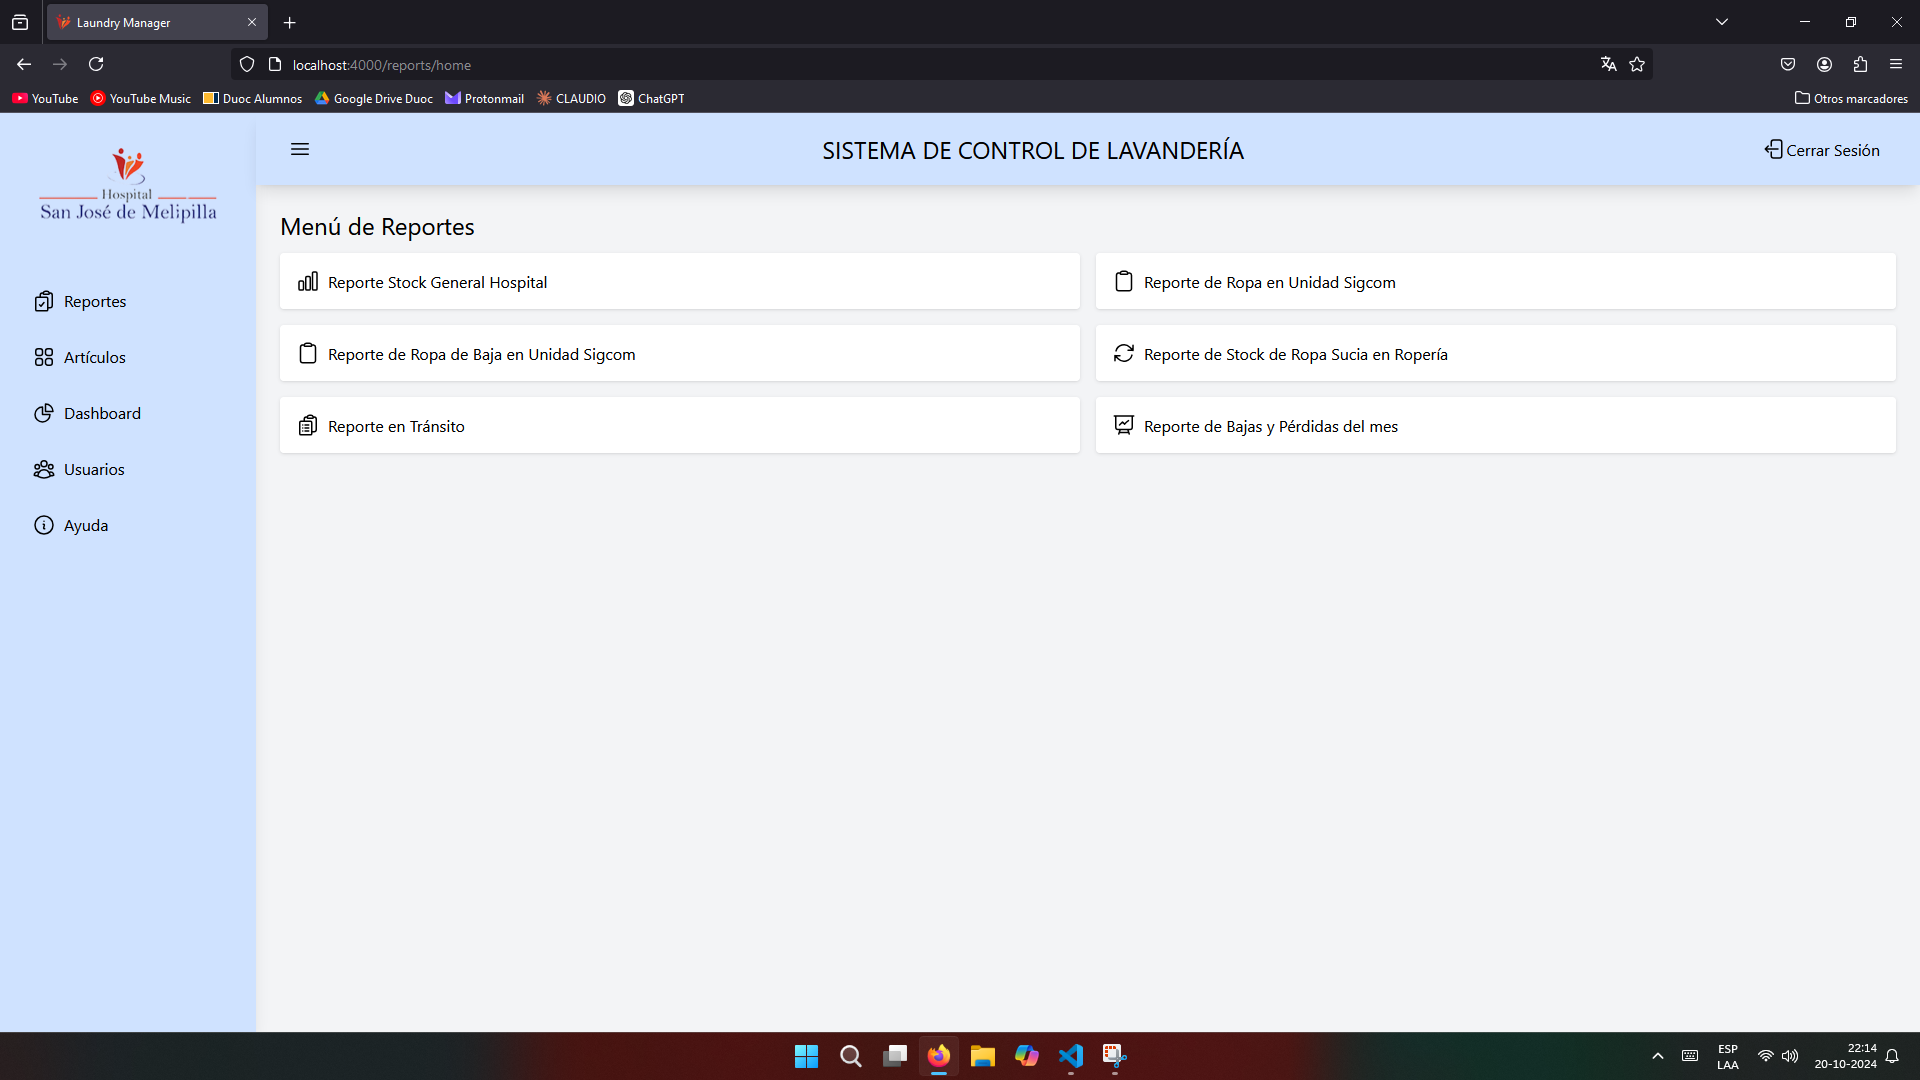 Laundry Manager
localhost:4000/reports/home
YouTube YouTube Music Duoc Alumnos Google Drive Duoc Protonmail CLAUDIO ChatGPT Otros marcadores
Hospital
San José de Melipilla
SISTEMA DE CONTROL DE LAVANDERÍA
Cerrar Sesión
Reportes
Artículos
Dashboard
Usuarios
Ayuda
Menú de Reportes
Reporte Stock General Hospital
Reporte de Ropa en Unidad Sigcom
Reporte de Ropa de Baja en Unidad Sigcom
Reporte de Stock de Ropa Sucia en Ropería
Reporte en Tránsito
Reporte de Bajas y Pérdidas del mes
ESP
LAA
22:14
20-10-2024